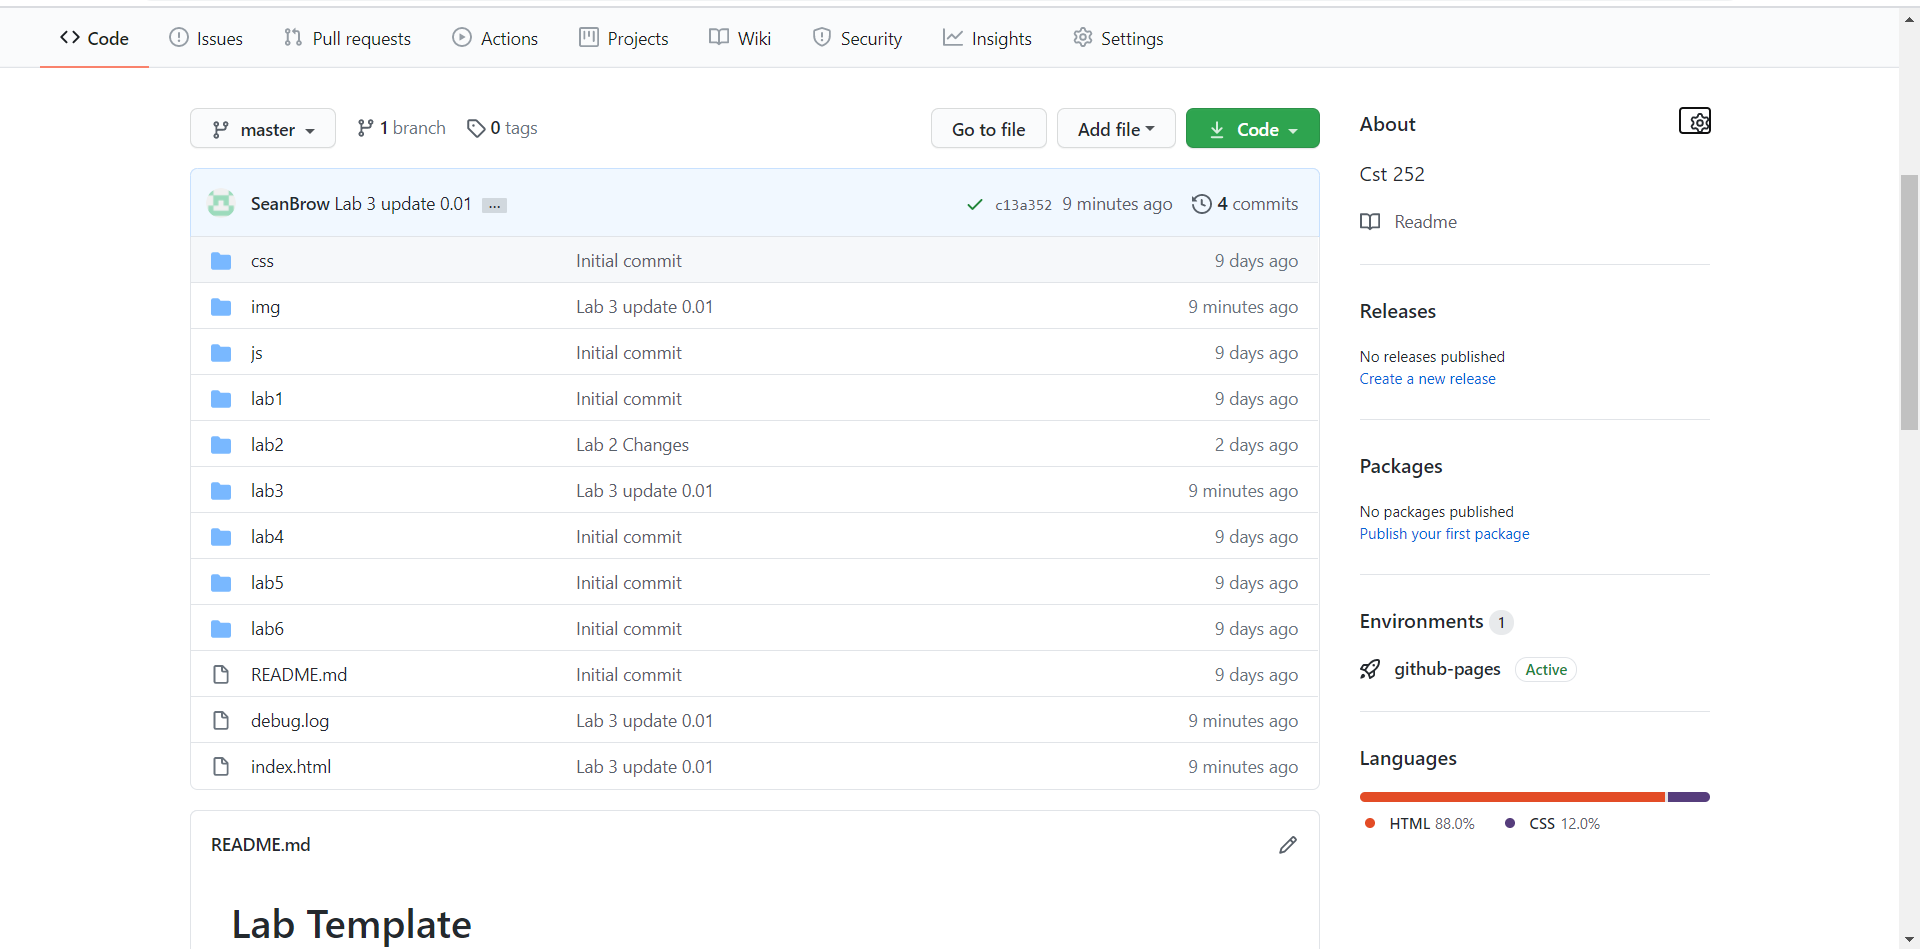 Code Issues Pull requests Actions Projects Wiki Security Insights Settings
master 1 branch 0 tags Go to file Add file Code
SeanBrow Lab 3 update 0.01 ... c13a352 9 minutes ago 4 commits
css Initial commit 9 days ago
img Lab 3 update 0.01 9 minutes ago
js Initial commit 9 days ago
lab1 Initial commit 9 days ago
lab2 Lab 2 Changes 2 days ago
lab3 Lab 3 update 0.01 9 minutes ago
lab4 Initial commit 9 days ago
lab5 Initial commit 9 days ago
lab6 Initial commit 9 days ago
README.md Initial commit 9 days ago
debug.log Lab 3 update 0.01 9 minutes ago
index.html Lab 3 update 0.01 9 minutes ago
README.md
Lab Template
About
Cst 252
Readme
Releases
No releases published
Create a new release
Packages
No packages published
Publish your first package
Environments 1
github-pages Active
Languages
HTML 88.0% CSS 12.0%